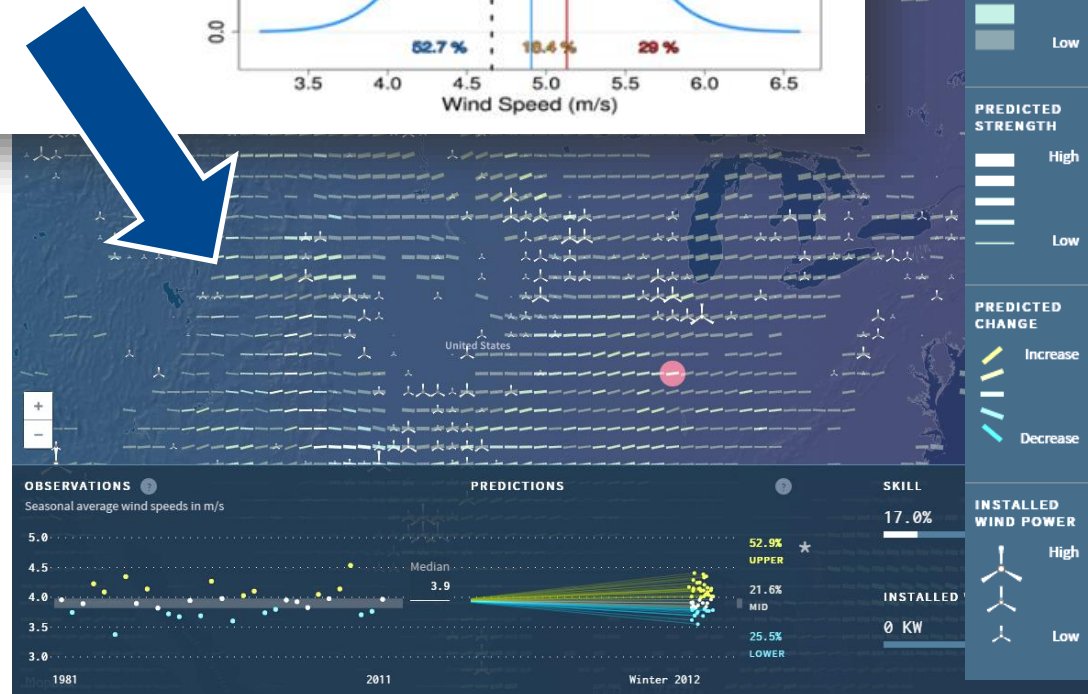 0.0
52.7 %
18.4 %
29 %
3.5
4.0
4.5
5.0
5.5
6.0
6.5
Wind Speed (m/s)
Low
PREDICTED
STRENGTH
High
Low
PREDICTED
CHANGE
Increase
Decrease
INSTALLED
WIND POWER
High
Low
United States
+
−
OBSERVATIONS ?
Seasonal average wind speeds in m/s
5.0
4.5
4.0
3.5
3.0
1981
2011
Median
3.9
PREDICTIONS
?
Winter 2012
52.9% *
UPPER
21.6%
MID
25.5%
LOWER
SKILL
17.0%
INSTALLED
0 KW